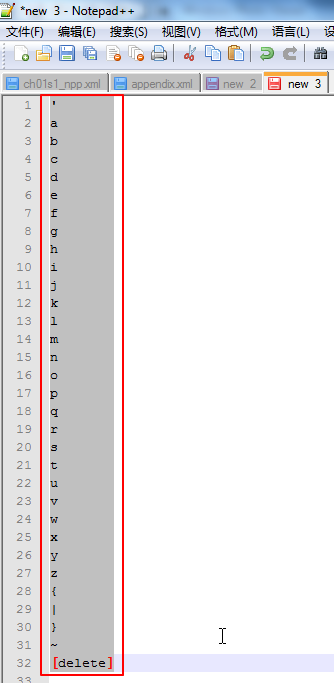 *new 3 - Notepad++
文件(F) 编辑(E) 搜索(S) 视图(V) 格式(M) 语言(L) 设
ch01s1_npp.xml appendix.xml new 2 new 3
1 '
2 a
3 b
4 c
5 d
6 e
7 f
8 g
9 h
10 i
11 j
12 k
13 l
14 m
15 n
16 o
17 p
18 q
19 r
20 s
21 t
22 u
23 v
24 w
25 x
26 y
27 z
28 {
29 |
30 }
31 ~
32 [delete]
33